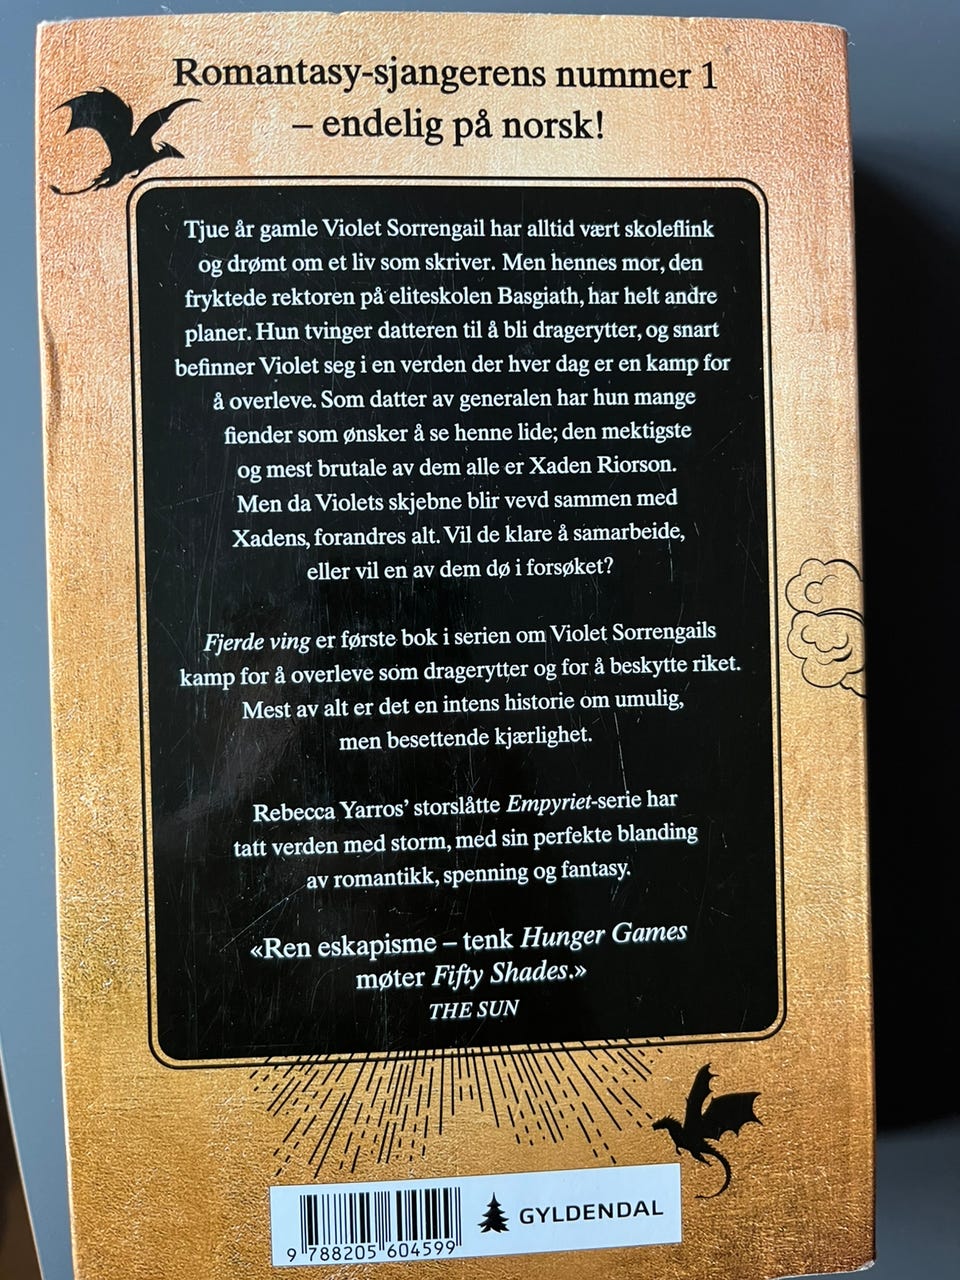 Romantasy-sjangerens nummer 1
– endelig på norsk!
Tjue år gamle Violet Sorrengail har alltid vært skoleflink
og drømt om et liv som skriver. Men hennes mor, den
fryktede rektoren på eliteskolen Basgiath, har helt andre
planer. Hun tvinger datteren til å bli dragerytter, og snart
befinner Violet seg i en verden der hver dag er en kamp for
å overleve. Som datter av generalen har hun mange
fiender som ønsker å se henne lide; den mektigste
og mest brutale av dem alle er Xaden Riorson.
Men da Violets skjebne blir vevd sammen med
Xadens, forandres alt. Vil de klare å samarbeide,
eller vil en av dem dø i forsøket?
Fjerde ving er første bok i serien om Violet Sorrengails
kamp for å overleve som dragerytter og for å beskytte riket.
Mest av alt er det en intens historie om umulig,
men besettende kjærlighet.
Rebecca Yarros’ storslåtte Empyriet-serie har
tatt verden med storm, med sin perfekte blanding
av romantikk, spenning og fantasy.
«Ren eskapisme – tenk Hunger Games
møter Fifty Shades.»
THE SUN
GYLDENDAL
9 788205 604599